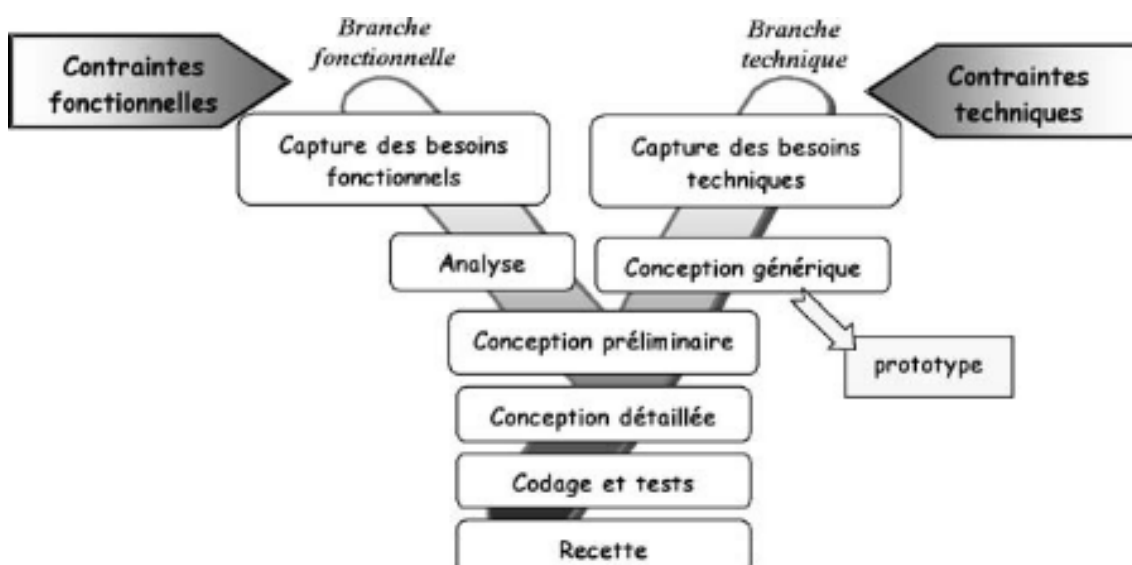 Branche
fonctionnelle
Branche
technique
Contraintes
fonctionnelles
Contraintes
techniques
Capture des besoins
fonctionnels
Capture des besoins
techniques
Analyse
Conception générique
Conception préliminaire
prototype
Conception détaillée
Codage et tests
Recette